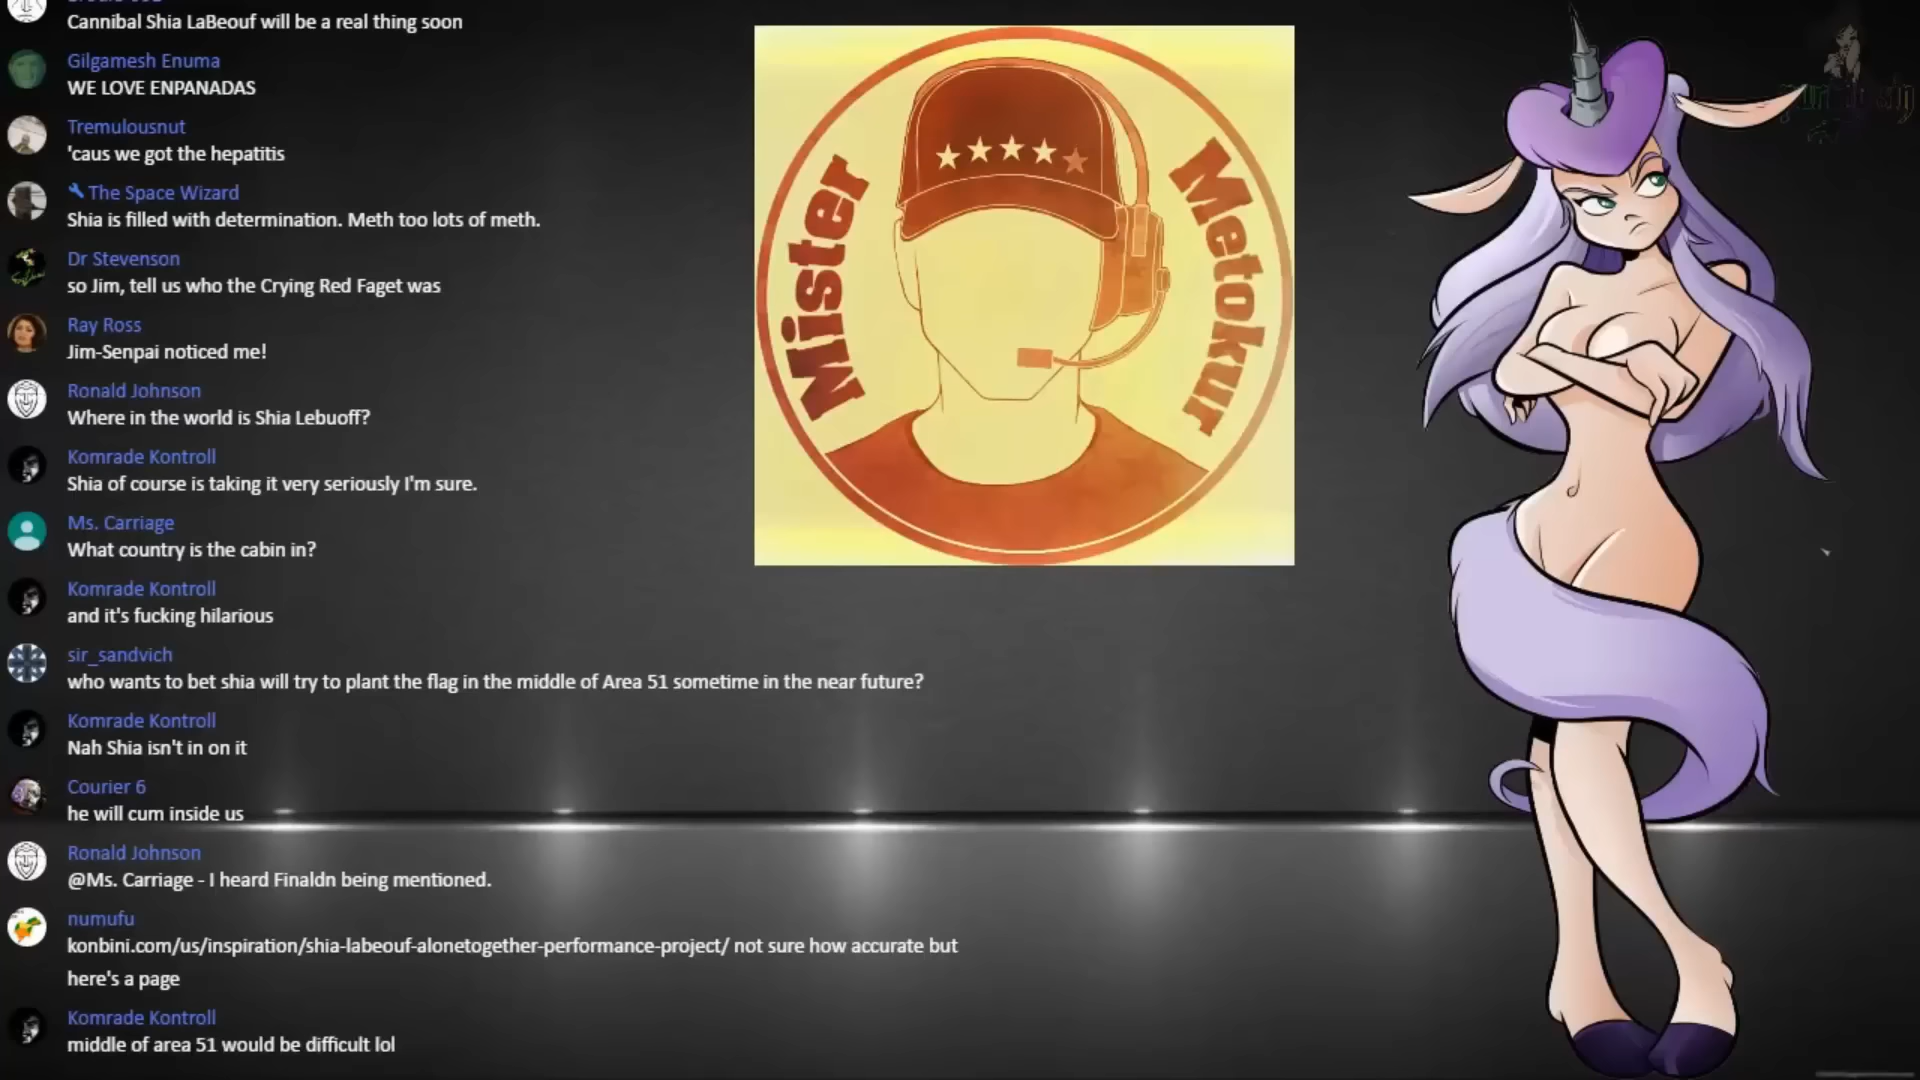 Cannibal Shia LaBeouf will be a real thing soon
Gilgamesh Enuma
WE LOVE ENPANADAS
Tremulousnut
'caus we got the hepatitis
The Space Wizard
Shia is filled with determination. Meth too lots of meth.
Dr Stevenson
so Jim, tell us who the Crying Red Faget was
Ray Ross
Jim-Senpai noticed me!
Ronald Johnson
Where in the world is Shia Lebuoff?
Komrade Kontroll
Shia of course is taking it very seriously I'm sure.
Ms. Carriage
What country is the cabin in?
Komrade Kontroll
and it's fucking hilarious
sir_sandvich
who wants to bet shia will try to plant the flag in the middle of Area 51 sometime in the near future?
Komrade Kontroll
Nah Shia isn't in on it
Courier 6
he will cum inside us
Ronald Johnson
@Ms. Carriage - I heard Finaldn being mentioned.
numufu
konbini.com/us/inspiration/shia-labeouf-alonetogether-performance-project/ not sure how accurate but
here's a page
Komrade Kontroll
middle of area 51 would be difficult lol
Mister
Metokur